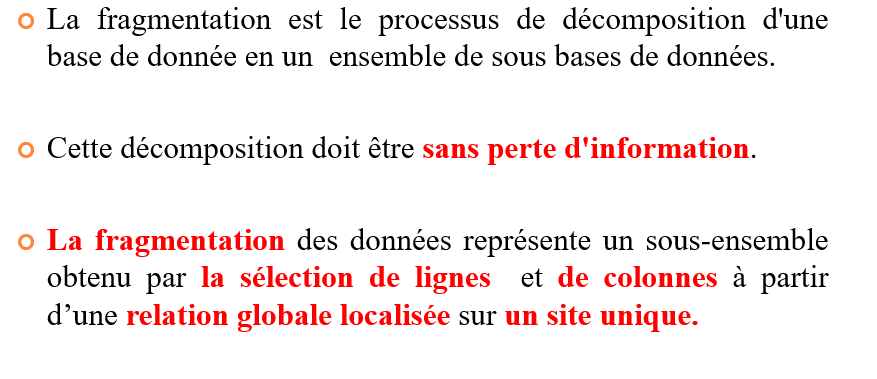 La fragmentation est le processus de décomposition d'une
base de donnée en un ensemble de sous bases de données.
Cette décomposition doit être sans perte d'information.
La fragmentation des données représente un sous-ensemble
obtenu par la sélection de lignes et de colonnes à partir
d’une relation globale localisée sur un site unique.